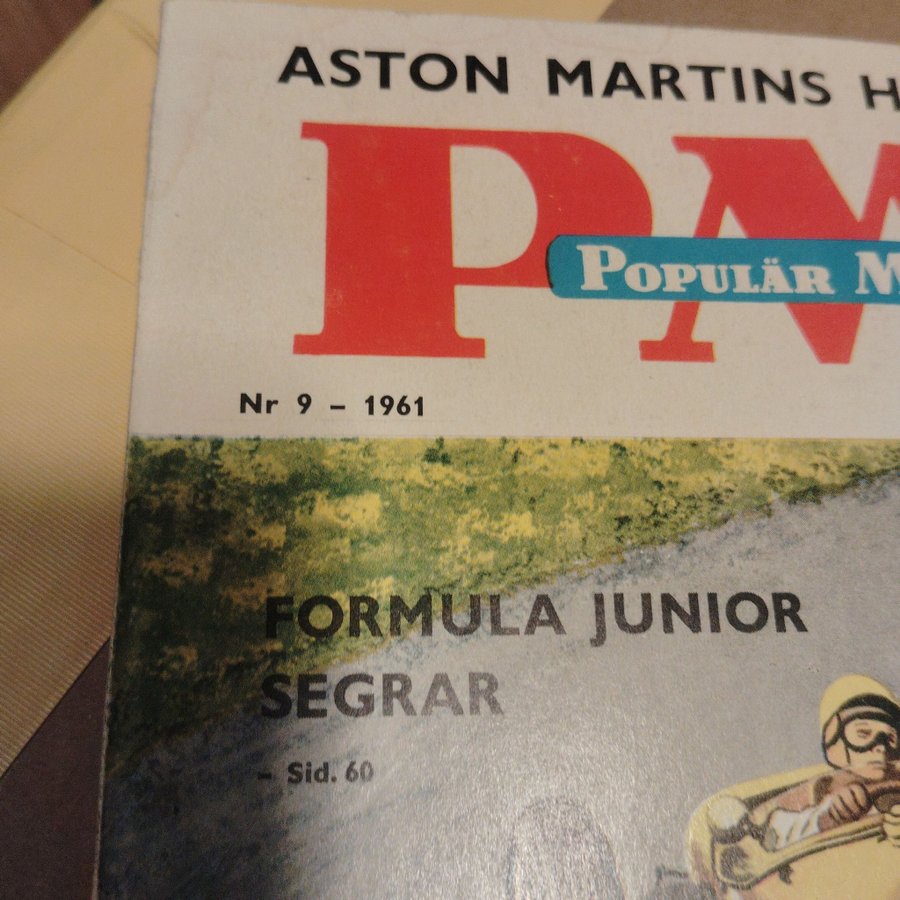 ASTON MARTINS H
PM
POPULÄR M
Nr 9 – 1961
FORMULA JUNIOR
SEGRAR
– Sid. 60